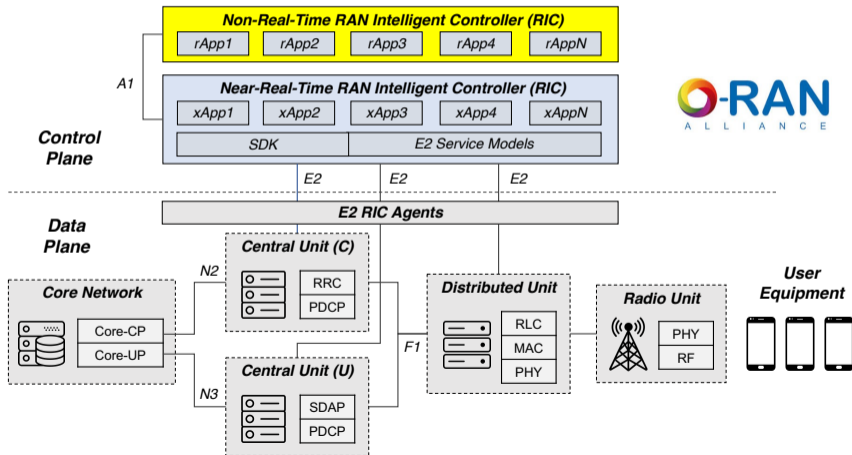 Non-Real-Time RAN Intelligent Controller (RIC)
rApp1 rApp2 rApp3 rApp4 rAppN
A1
Near-Real-Time RAN Intelligent Controller (RIC)
xApp1 xApp2 xApp3 xApp4 xAppN
SDK E2 Service Models
O-RAN
ALLIANCE
Control
Plane
E2 E2 E2
E2 RIC Agents
Data
Plane
Central Unit (C)
RRC
PDCP
N2
Core Network
Core-CP
Core-UP
N3
Central Unit (U)
SDAP
PDCP
F1
Distributed Unit
RLC
MAC
PHY
Radio Unit
PHY
RF
User
Equipment